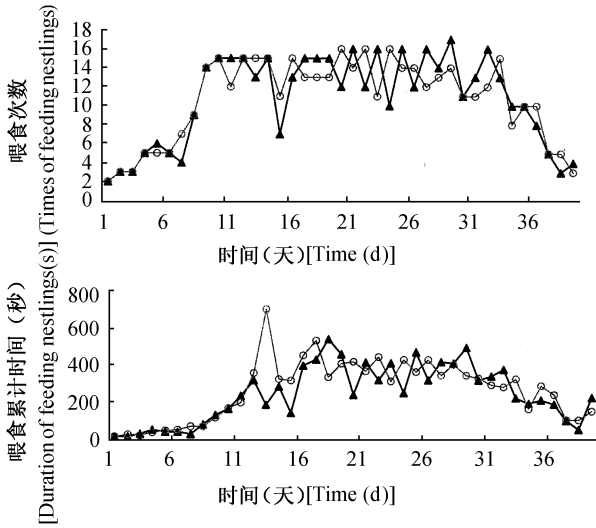 喂食次数
(Times of feeding nestlings)
18
16
14
12
10
8
6
4
2
0
1 6 11 16 21 26 31 36
时间(天)[Time (d)]
喂食累计时间(秒)
[Duration of feeding nestlings(s)]
800
600
400
200
0
1 6 11 16 21 26 31 36
时间(天)[Time (d)]